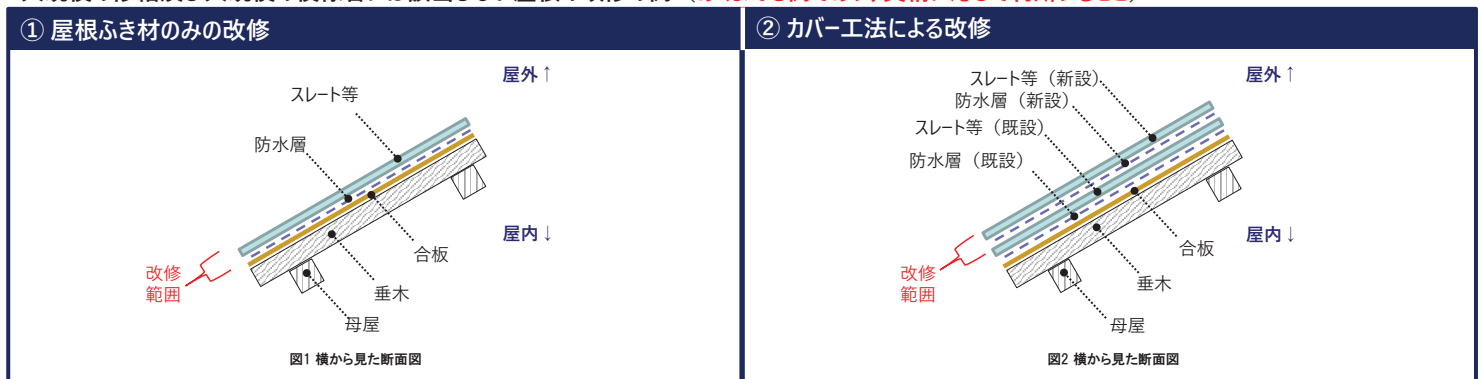 ① 屋根ふき材のみの改修
屋外↑
スレート等
防水層
屋内↓
合板
改修
範囲
垂木
母屋
図1 横から見た断面図
② カバー工法による改修
スレート等（新設）
屋外↑
防水層（新設）
スレート等（既設）
防水層（既設）
屋内↓
合板
改修
範囲
垂木
母屋
図2 横から見た断面図